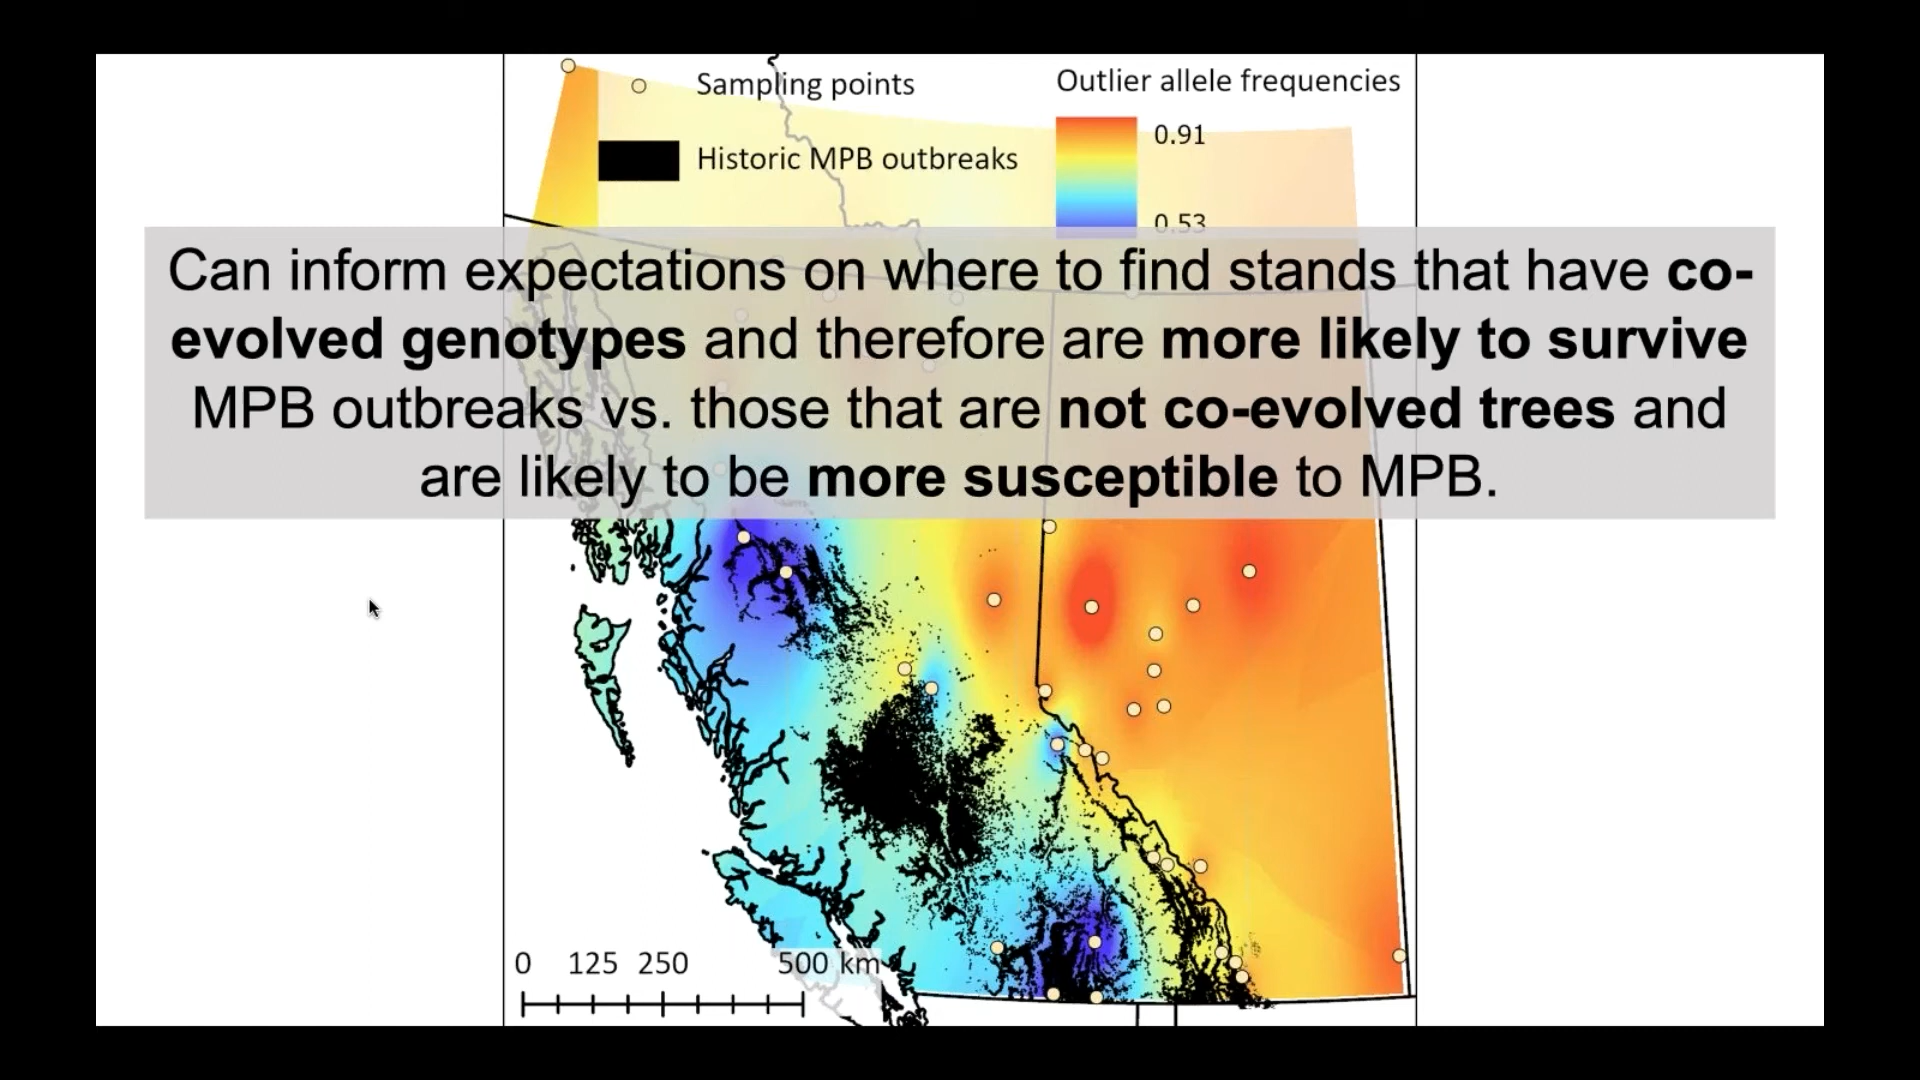 Sampling points
Historic MPB outbreaks
Outlier allele frequencies
0.91
0.53
Can inform expectations on where to find stands that have co-
evolved genotypes and therefore are more likely to survive
MPB outbreaks vs. those that are not co-evolved trees and
are likely to be more susceptible to MPB.
0 125 250 500 km